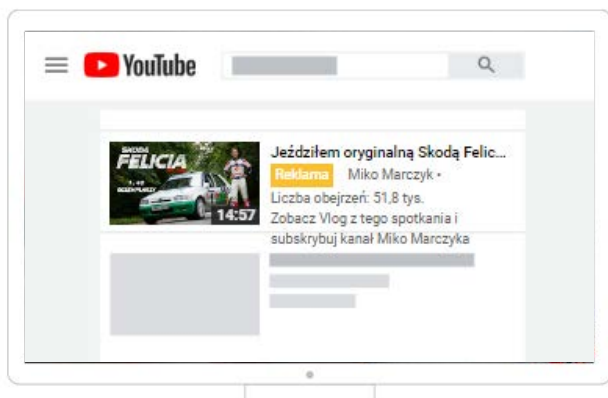 YouTube
SKODA
FELICIA
Jeździłem oryginalną Skodą Felic...
Reklama Miko Marczyk •
Liczba obejrzeń: 51,8 tys.
14:57
Zobacz Vlog z tego spotkania i
subskrybuj kanał Miko Marczyka